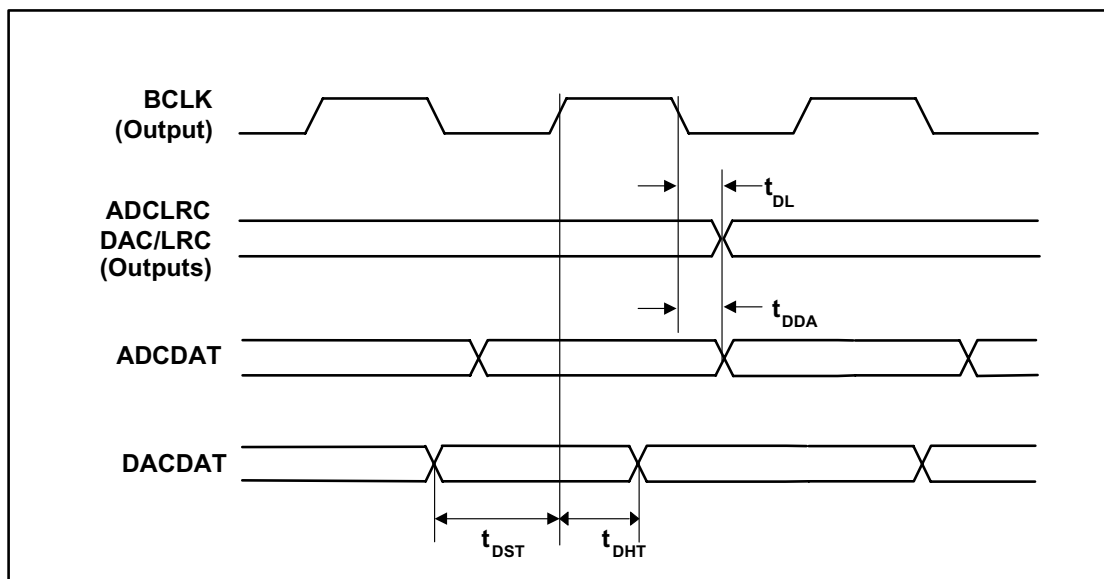 BCLK
(Output)
ADCLRC
DAC/LRC
(Outputs)
t_DL
t_DDA
ADCDAT
DACDAT
t_DST
t_DHT